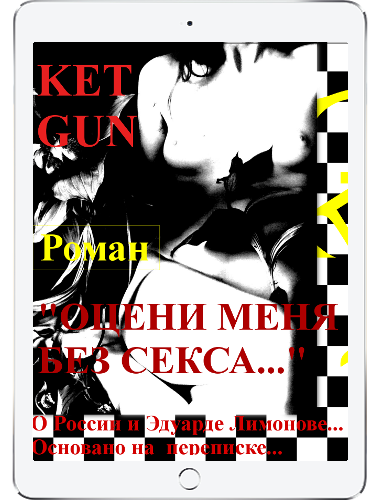 KET
GUN
Роман
"ОЦЕНИ МЕНЯ
БЕЗ СЕКСА..."
О России и Эдуарде Лимонове...
Основано на переписке...